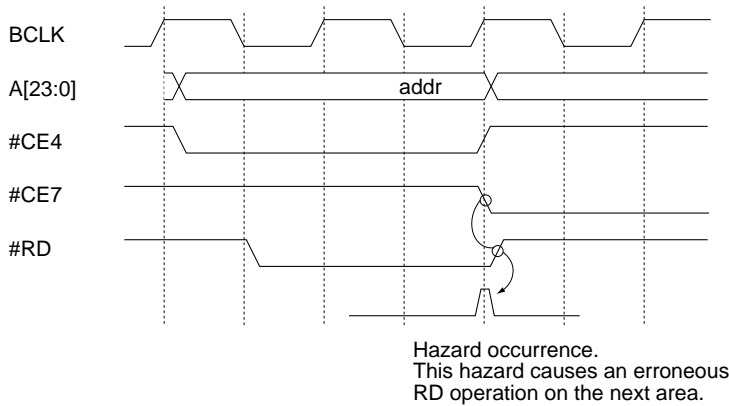 BCLK
A[23:0]
addr
#CE4
#CE7
#RD
Hazard occurrence.
This hazard causes an erroneous
RD operation on the next area.